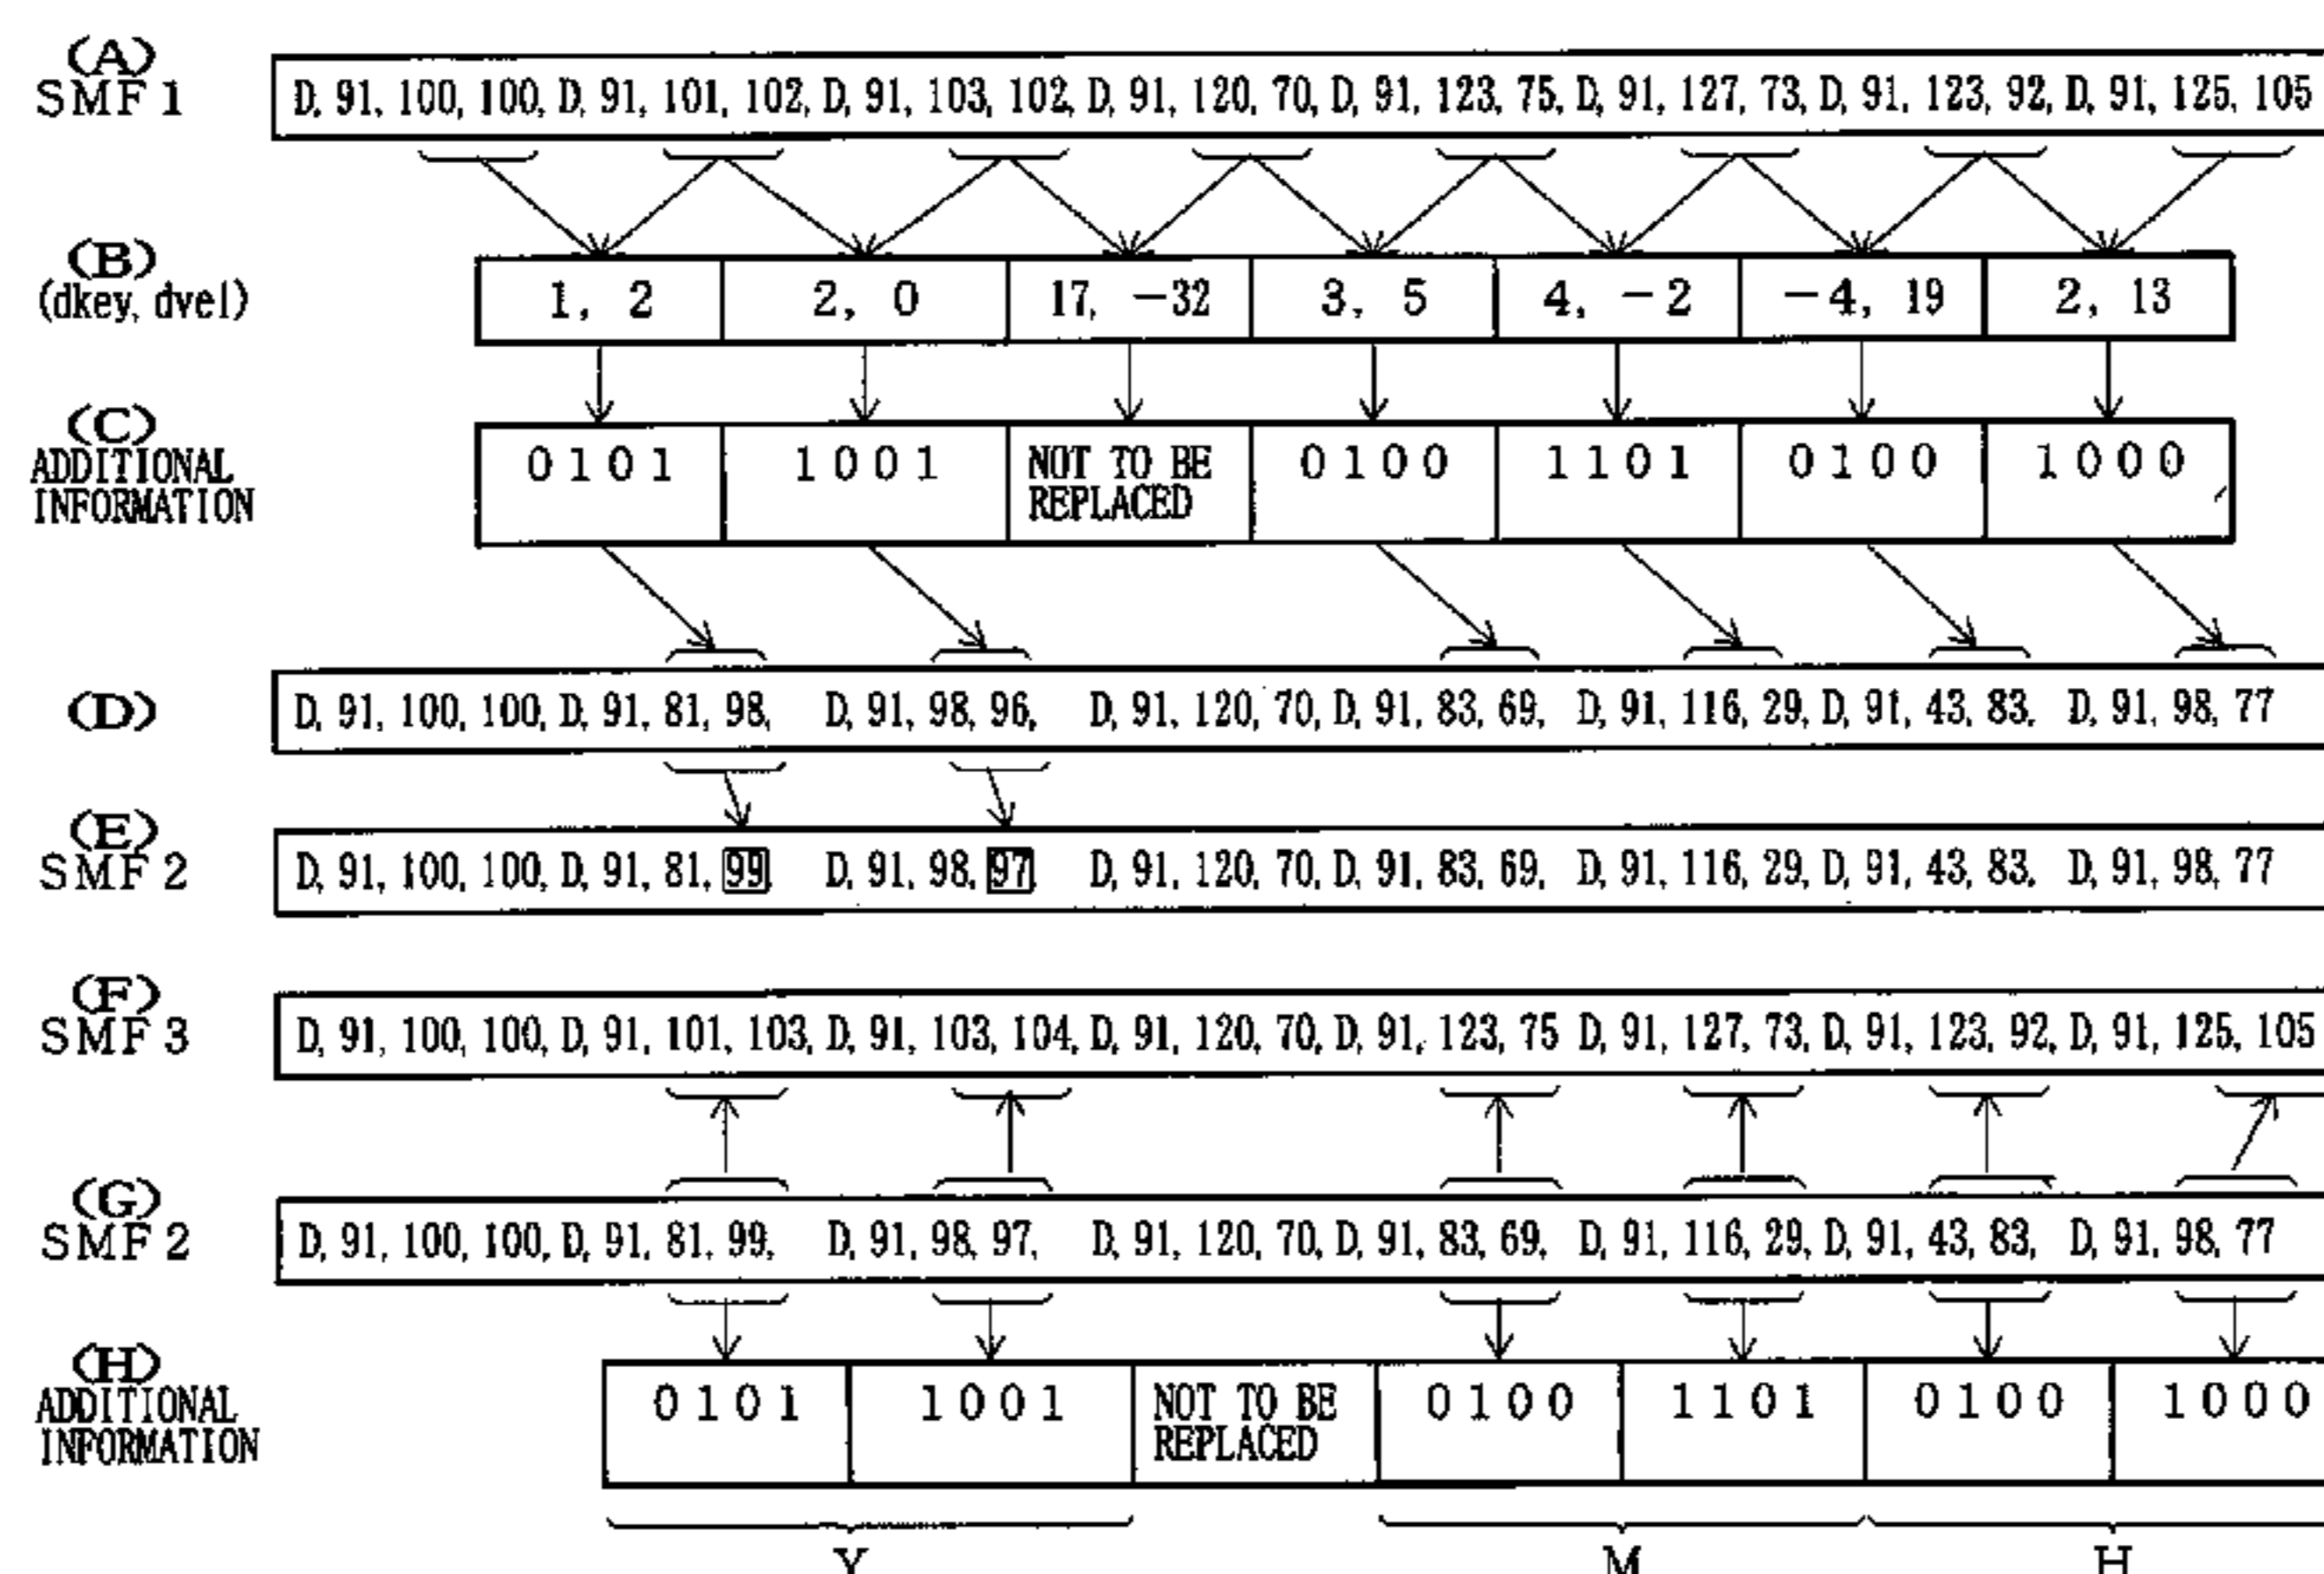 (A)
SMF 1
D, 91, 100, 100, D, 91, 101, 102, D, 91, 103, 102, D, 91, 120, 70, D, 91, 123, 75, D, 91, 127, 73, D, 91, 123, 92, D, 91, 125, 105
(B)
(dkey, dvel)
1, 2
2, 0
17, -32
3, 5
4, -2
-4, 19
2, 13
(C)
ADDITIONAL
INFORMATION
0101
1001
NOT TO BE
REPLACED
0100
1101
0100
1000
(D)
D, 91, 100, 100, D, 91, 81, 98, D, 91, 98, 96, D, 91, 120, 70, D, 91, 83, 69, D, 91, 116, 29, D, 91, 43, 83, D, 91, 98, 77
(E)
SMF 2
D, 91, 100, 100, D, 91, 81, 99, D, 91, 98, 97, D, 91, 120, 70, D, 91, 83, 69, D, 91, 116, 29, D, 91, 43, 83, D, 91, 98, 77
(F)
SMF 3
D, 91, 100, 100, D, 91, 101, 103, D, 91, 103, 104, D, 91, 120, 70, D, 91, 123, 75 D, 91, 127, 73, D, 91, 123, 92, D, 91, 125, 105
(G)
SMF 2
D, 91, 100, 100, D, 91, 81, 99, D, 91, 98, 97, D, 91, 120, 70, D, 91, 83, 69, D, 91, 116, 29, D, 91, 43, 83, D, 91, 98, 77
(H)
ADDITIONAL
INFORMATION
0101
1001
NOT TO BE
REPLACED
0100
1101
0100
1000
Y
M
H